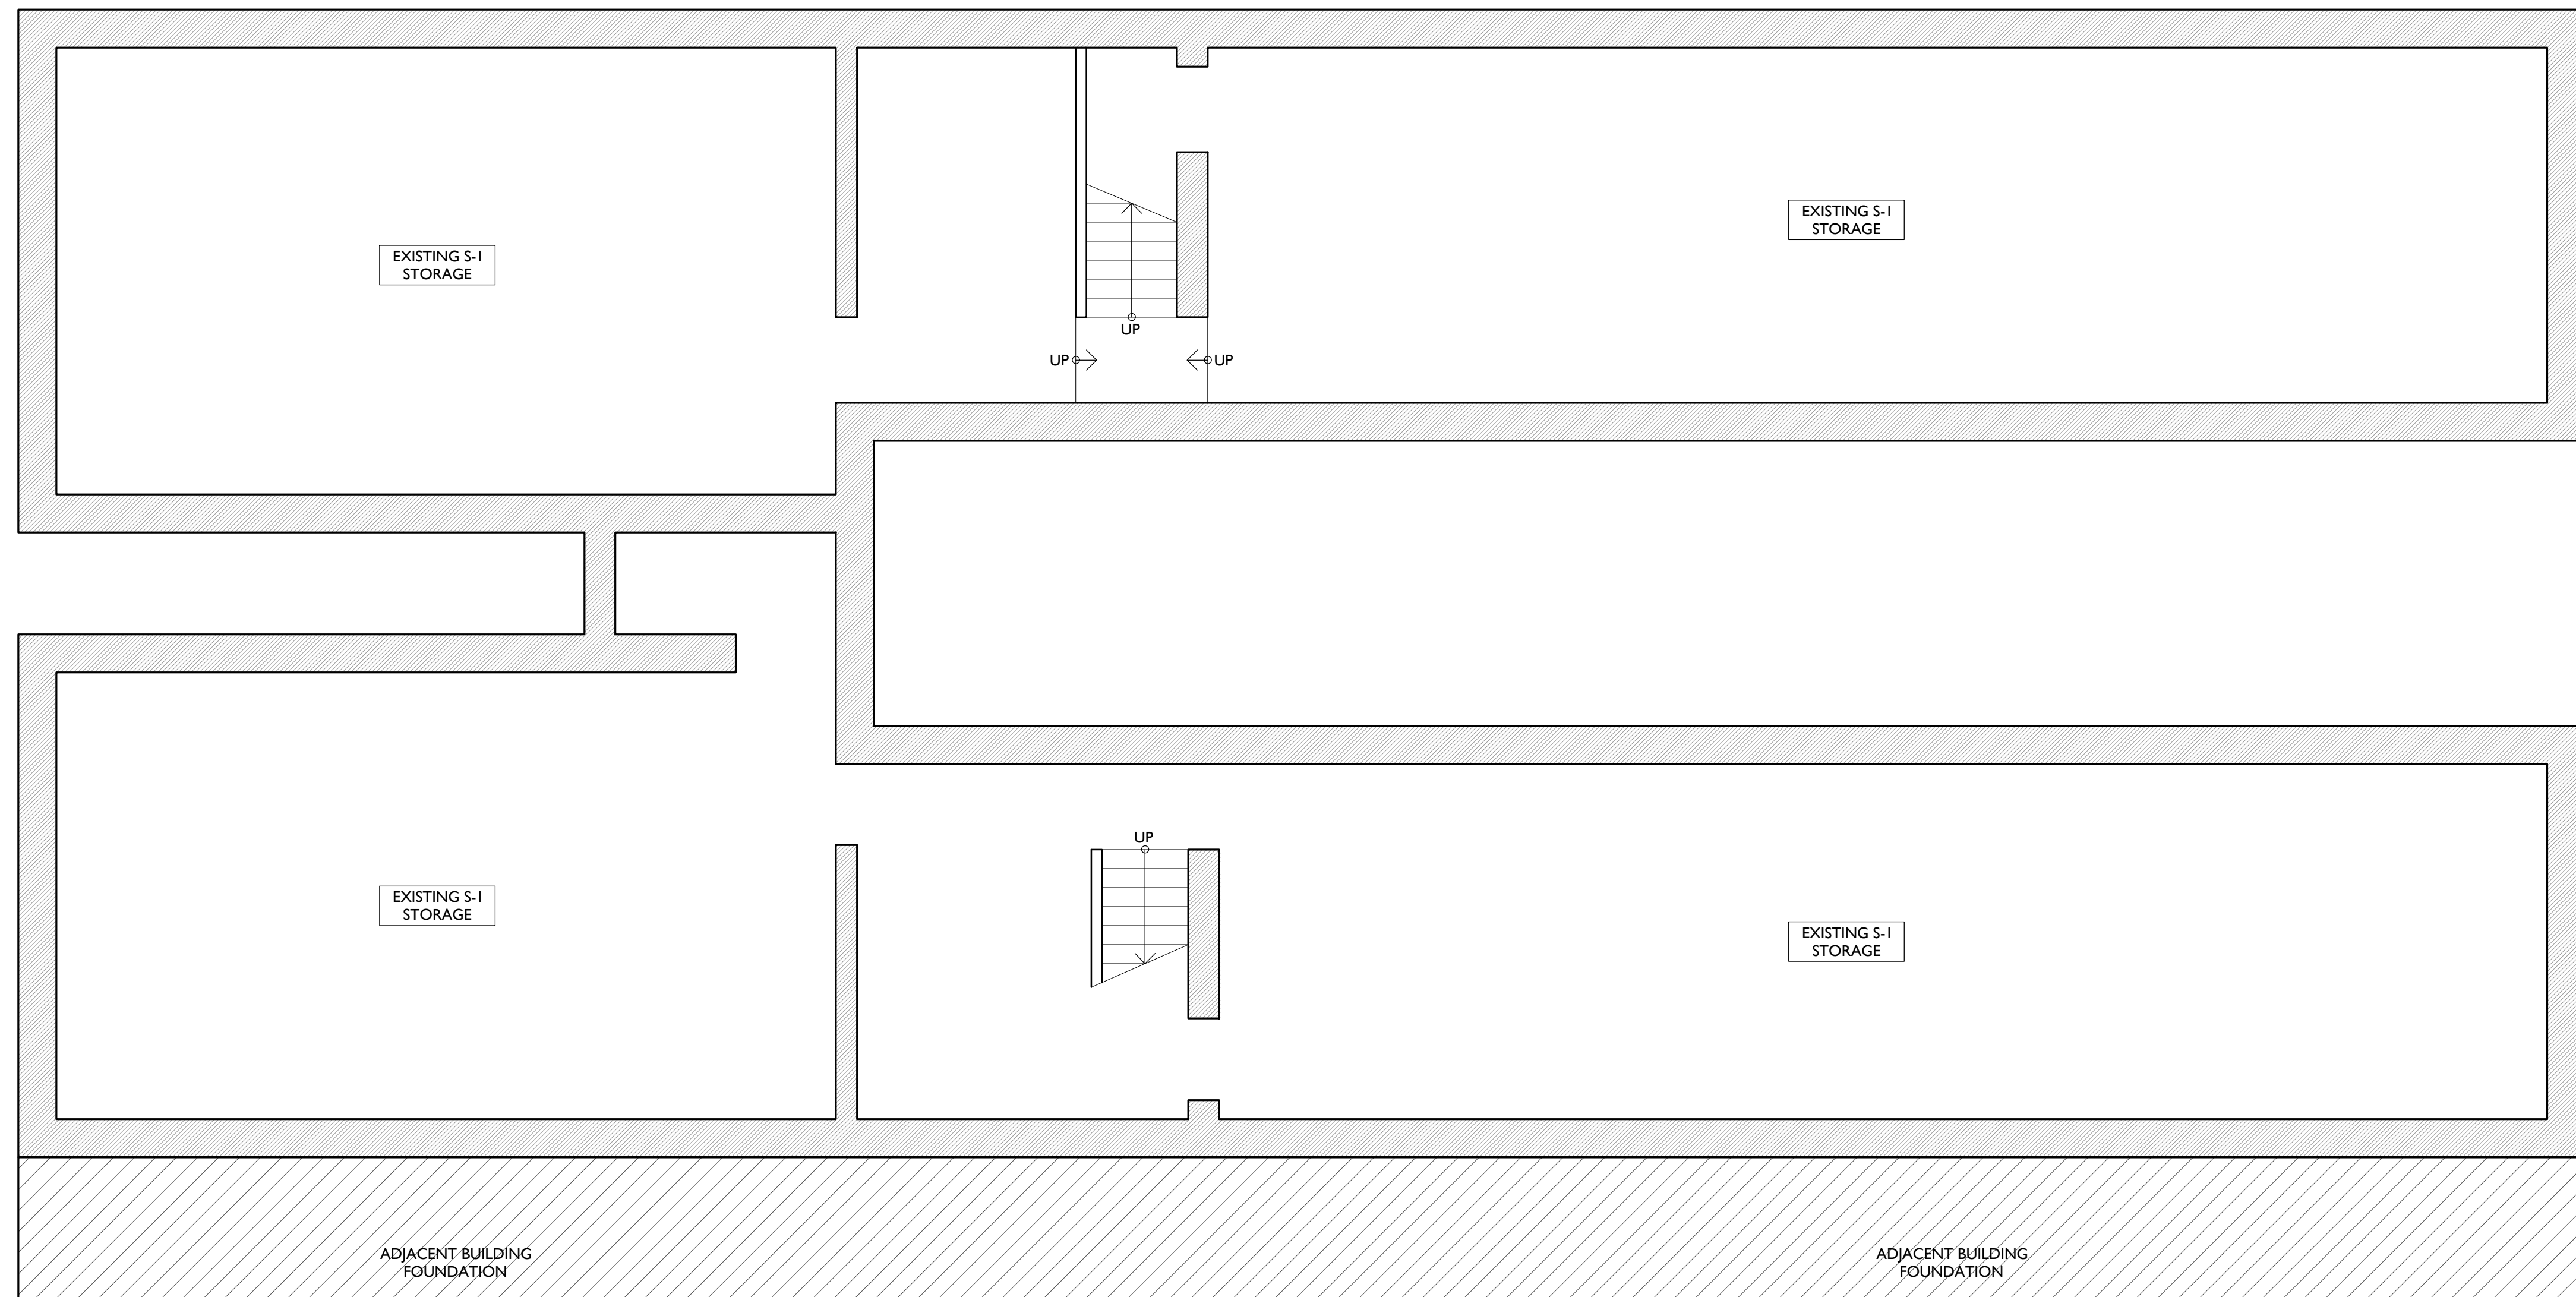 EXISTING S-1
STORAGE
EXISTING S-1
STORAGE
UP
UP
UP
UP
EXISTING S-1
STORAGE
EXISTING S-1
STORAGE
ADJACENT BUILDING
FOUNDATION
ADJACENT BUILDING
FOUNDATION